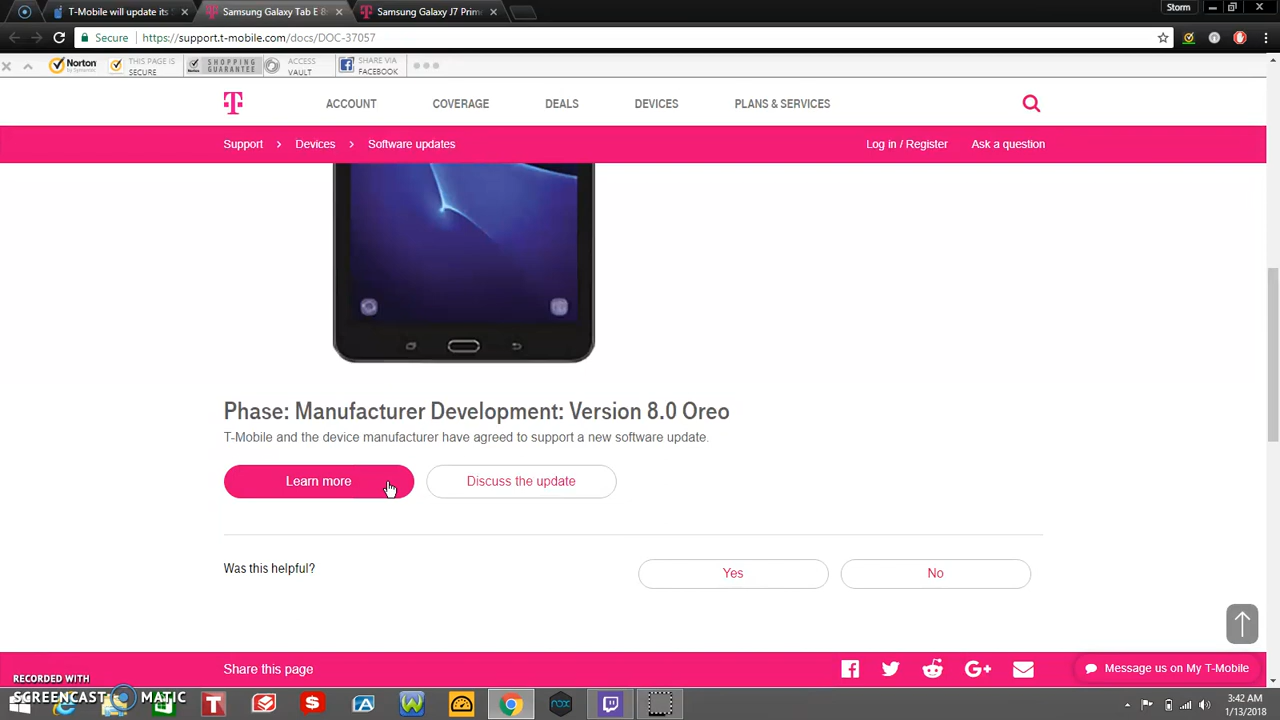 T-Mobile will update its
Samsung Galaxy Tab E 8
Samsung Galaxy J7 Prim
Storm
Secure
https://support.t-mobile.com/docs/DOC-37057
Norton
by Symantec
THIS PAGE IS
SECURE
Norton
SHOPPING
GUARANTEE
ACCESS
VAULT
SHARE VIA
FACEBOOK
ACCOUNT
COVERAGE
DEALS
DEVICES
PLANS & SERVICES
Support > Devices > Software updates
Log in / Register
Ask a question
Phase: Manufacturer Development: Version 8.0 Oreo
T-Mobile and the device manufacturer have agreed to support a new software update.
Learn more
Discuss the update
Was this helpful?
Yes
No
Share this page
Message us on My T-Mobile
RECORDED WITH
SCREENCAST MATIC
nox
3:42 AM
1/13/2018